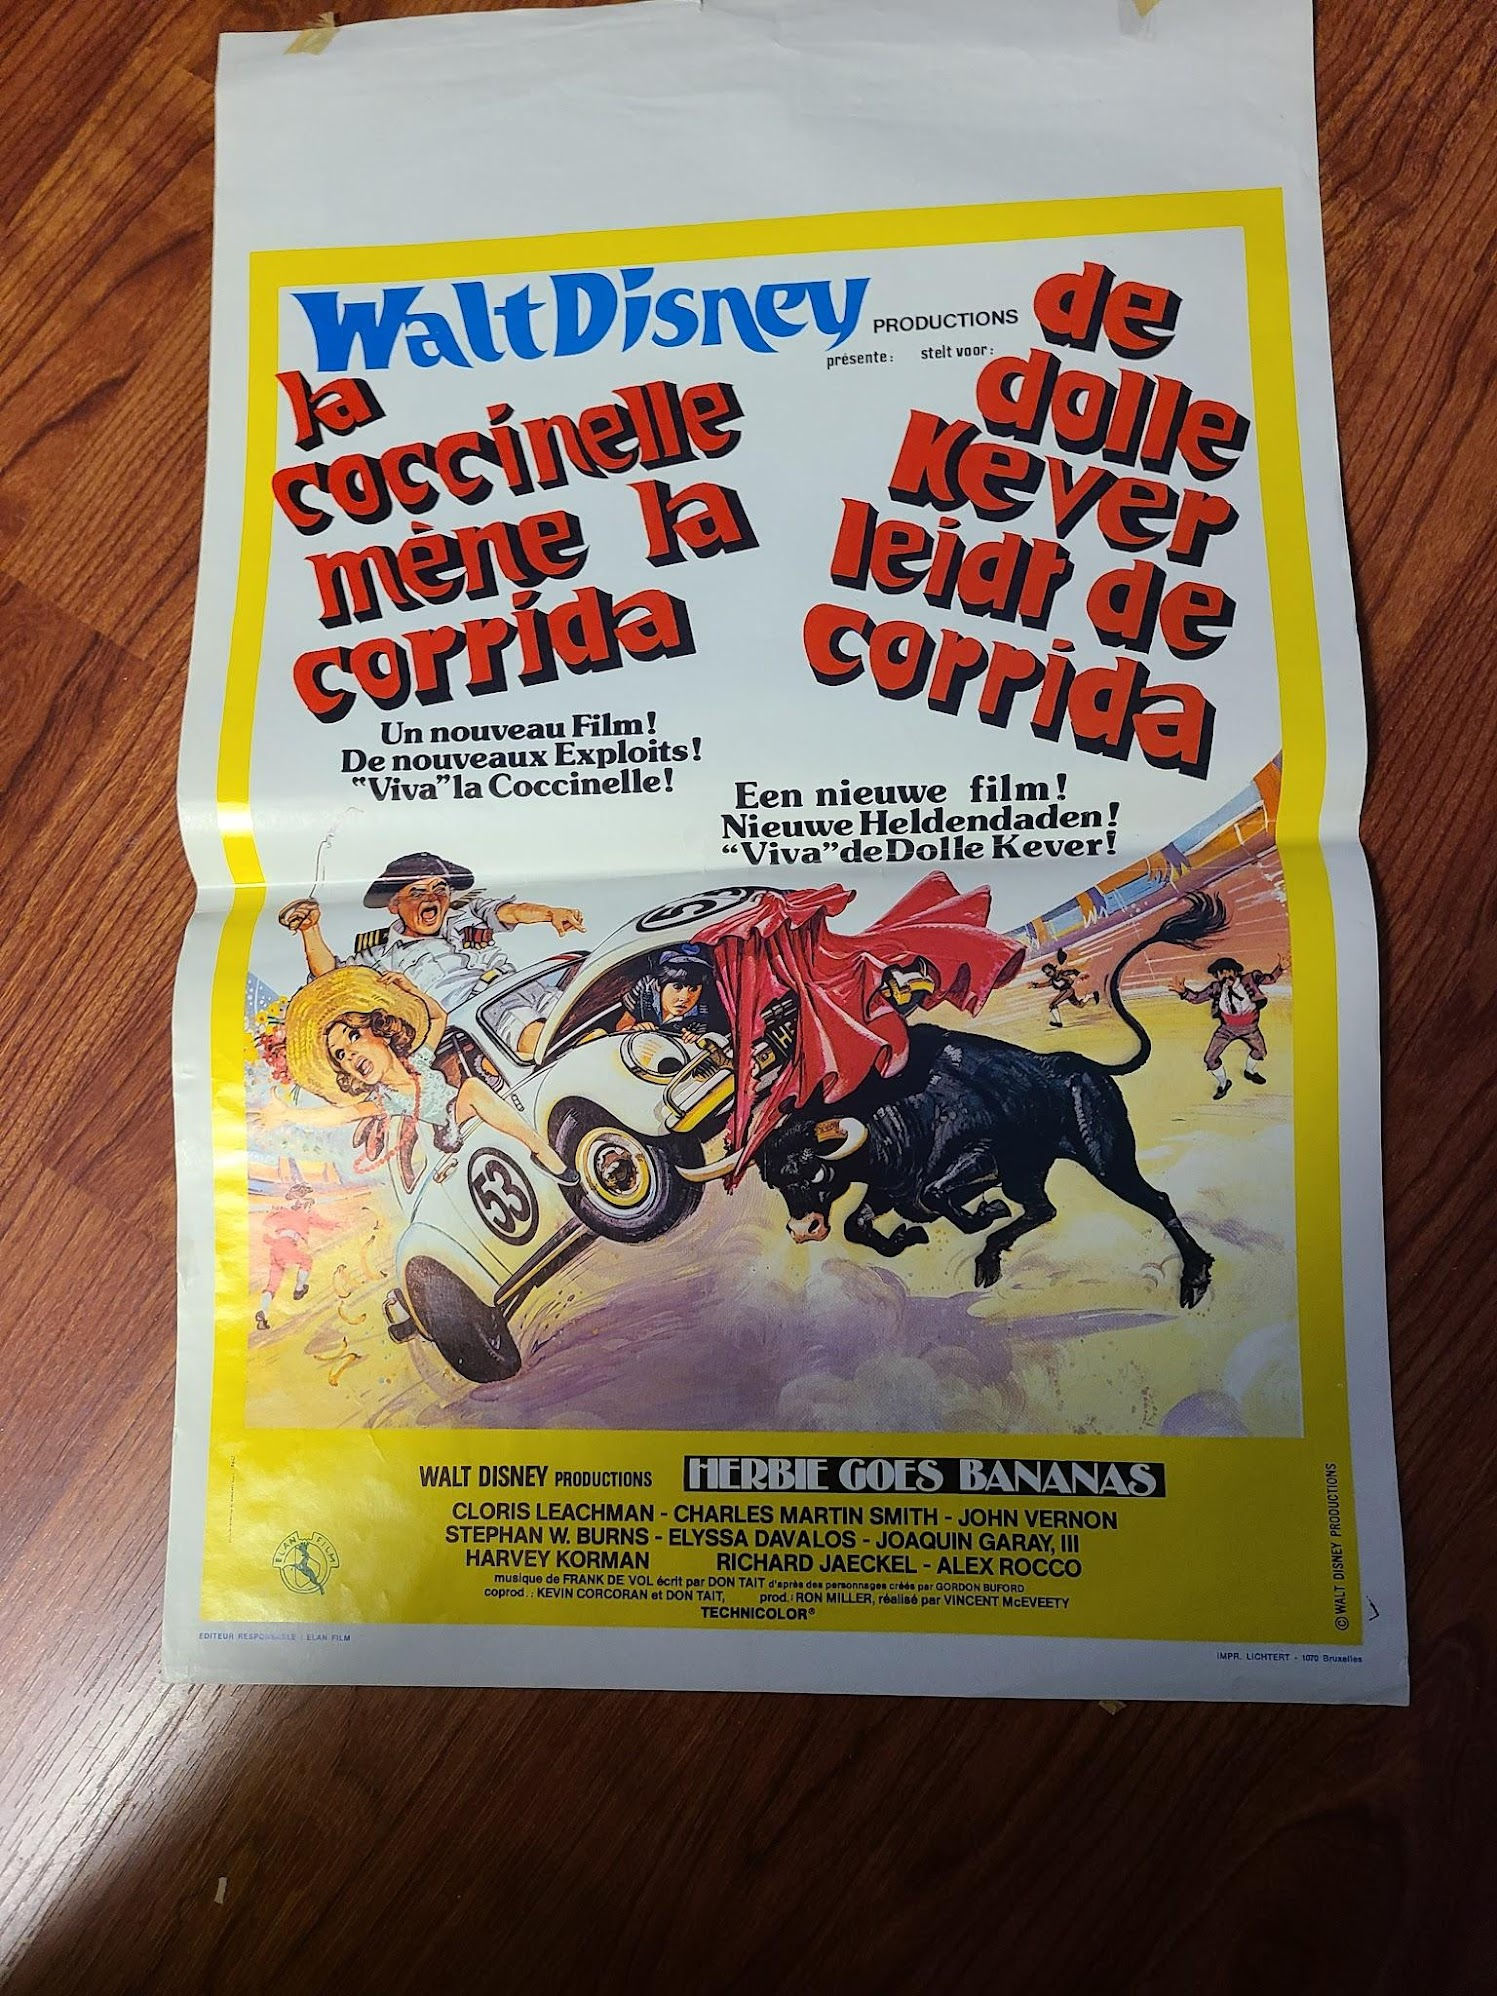 Walt Disney PRODUCTIONS
présente: stelt voor:
la
coccinelle
mène la
corrida
de
dolle
Kever
leidt de
corrida
Un nouveau Film!
De nouveaux Exploits!
"Viva" la Coccinelle!
Een nieuwe film!
Nieuwe Heldendaden!
"Viva" de Dolle Kever!
53
53
WALT DISNEY PRODUCTIONS HERBIE GOES BANANAS
CLORIS LEACHMAN - CHARLES MARTIN SMITH - JOHN VERNON
STEPHAN W. BURNS - ELYSSA DAVALOS - JOAQUIN GARAY, III
HARVEY KORMAN RICHARD JAECKEL - ALEX ROCCO
musique de FRANK DE VOL écrit par DON TAIT d'après des personnages créés par GORDON BUFORD
coprod.: KEVIN CORCORAN et DON TAIT, prod.: RON MILLER, réalisé par VINCENT McEVEETY
TECHNICOLOR®
ELAN FILM
© WALT DISNEY PRODUCTIONS
EDITEUR RESPONSABLE : ELAN FILM
IMPR. LICHTERT - 1070 Bruxelles